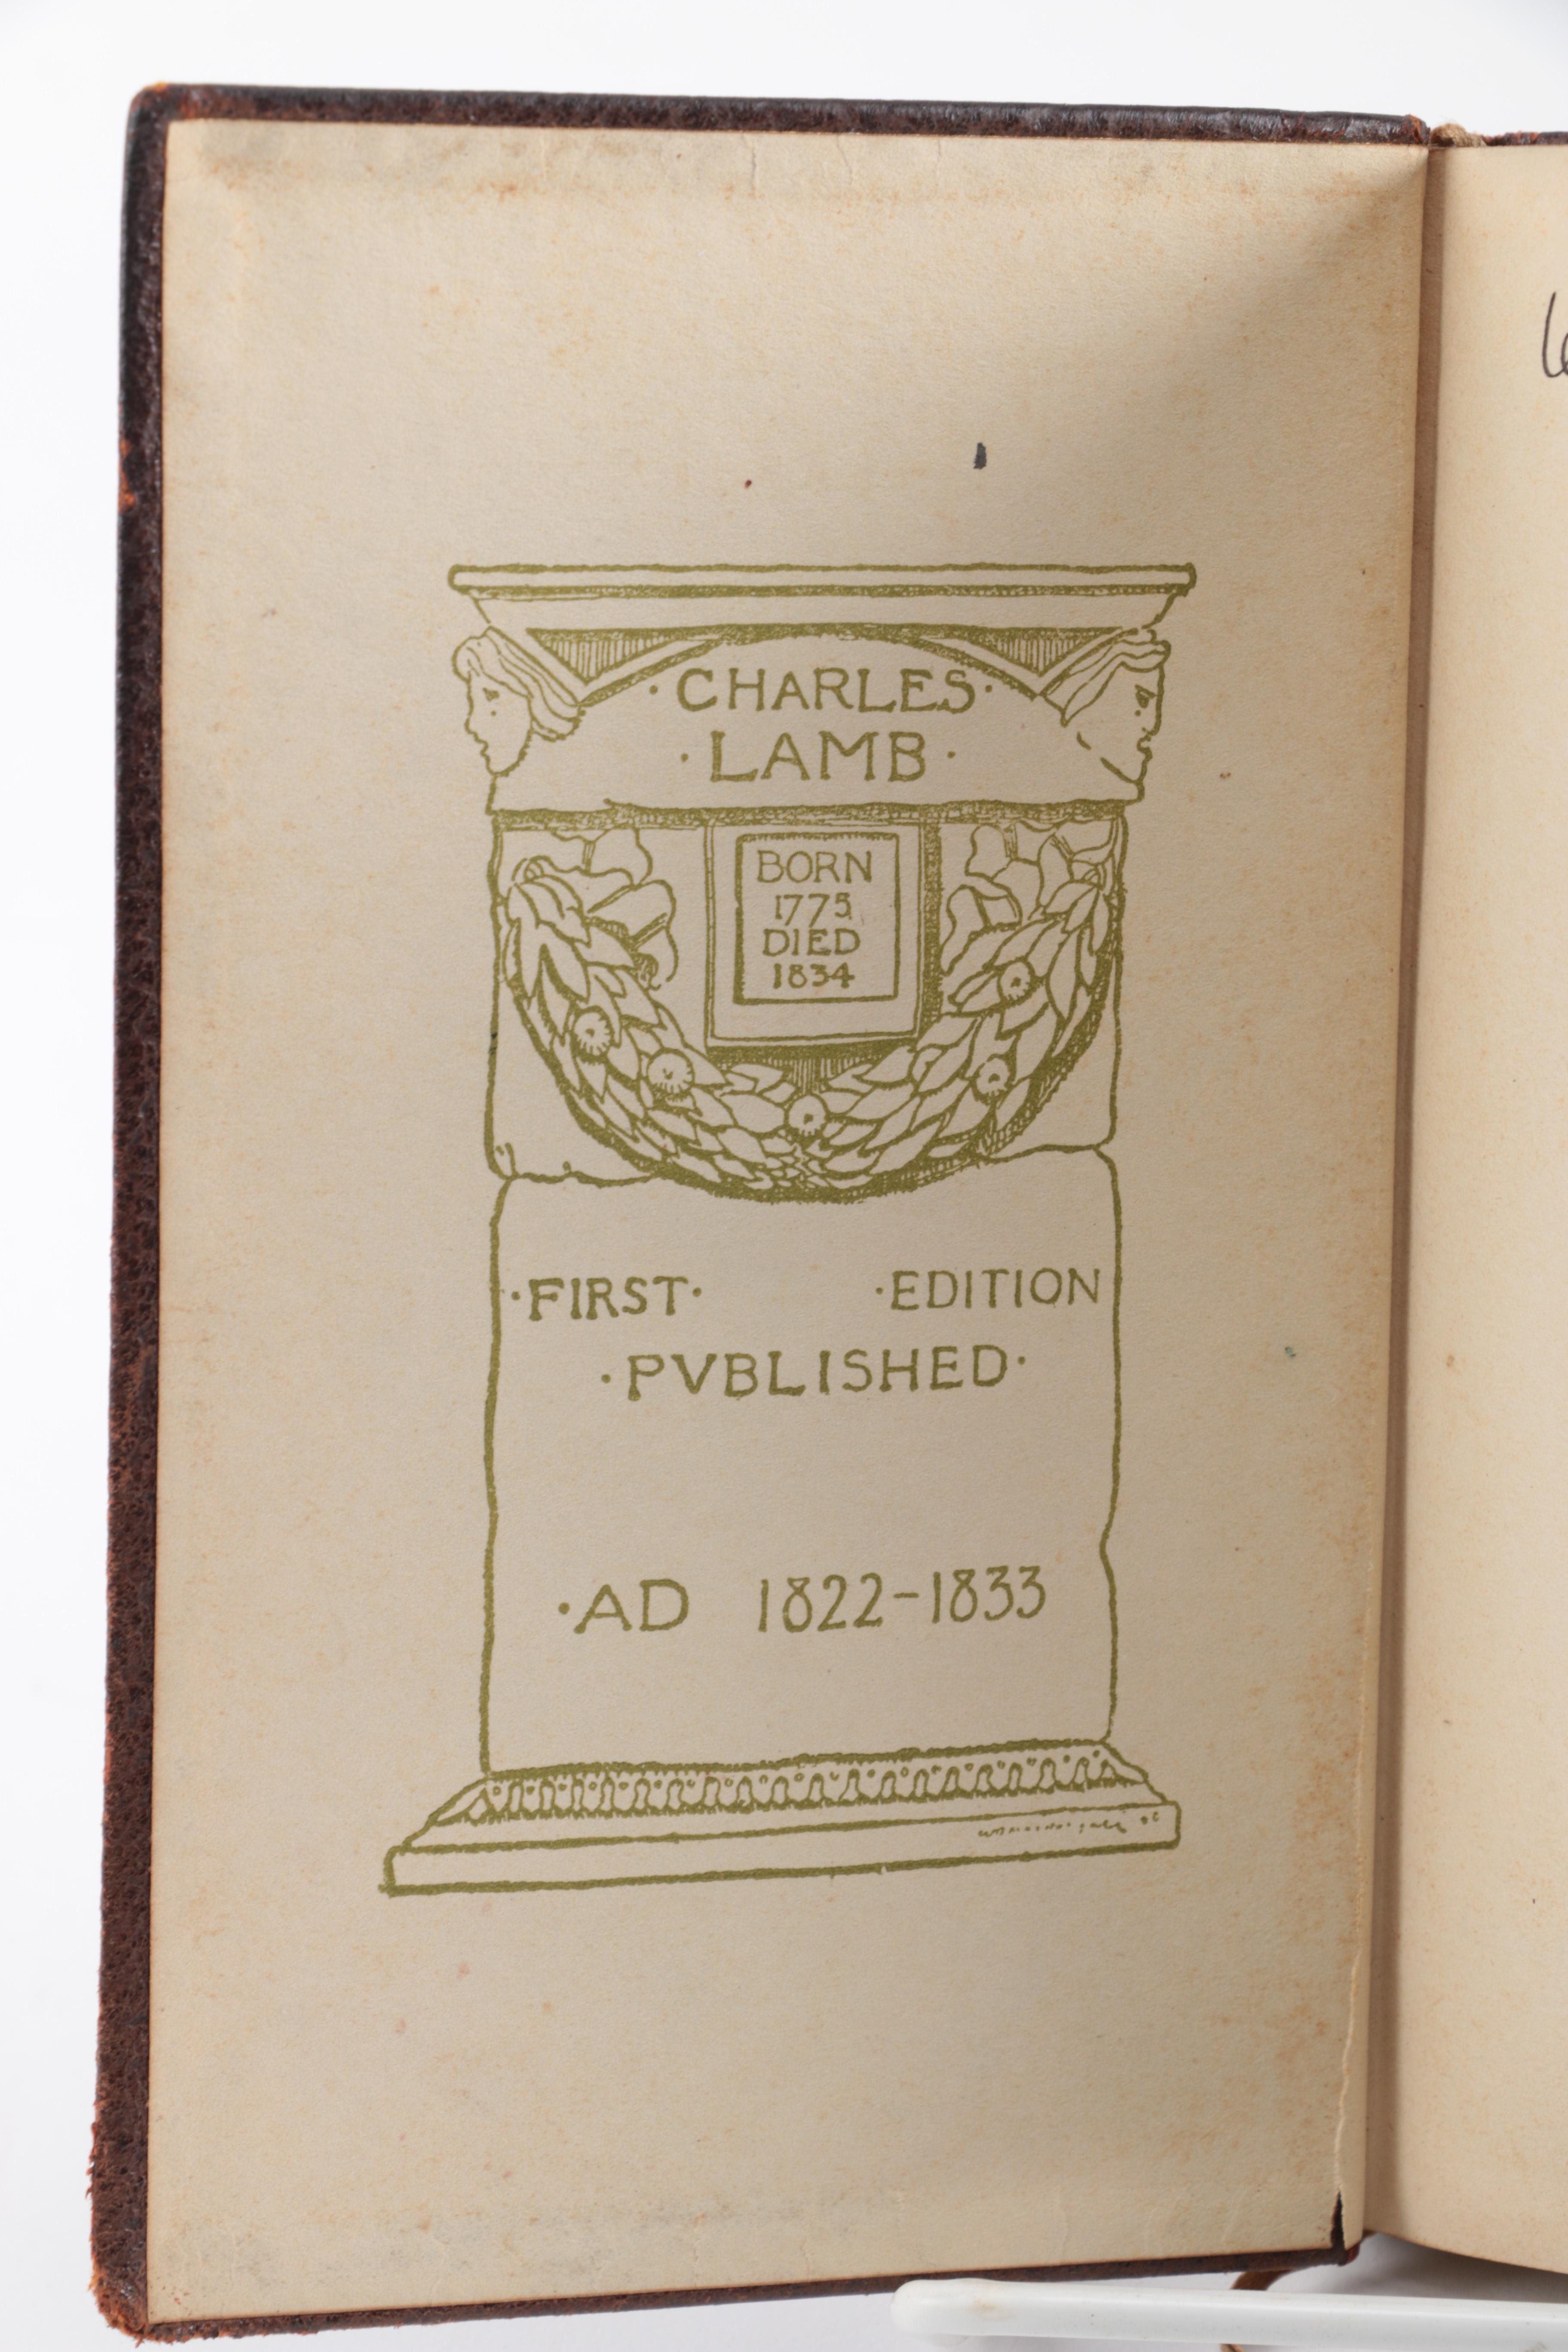 ·CHARLES·
·LAMB·
BORN
1775
DIED
1834
·FIRST· ·EDITION
·PVBLISHED·
·AD 1822-1833